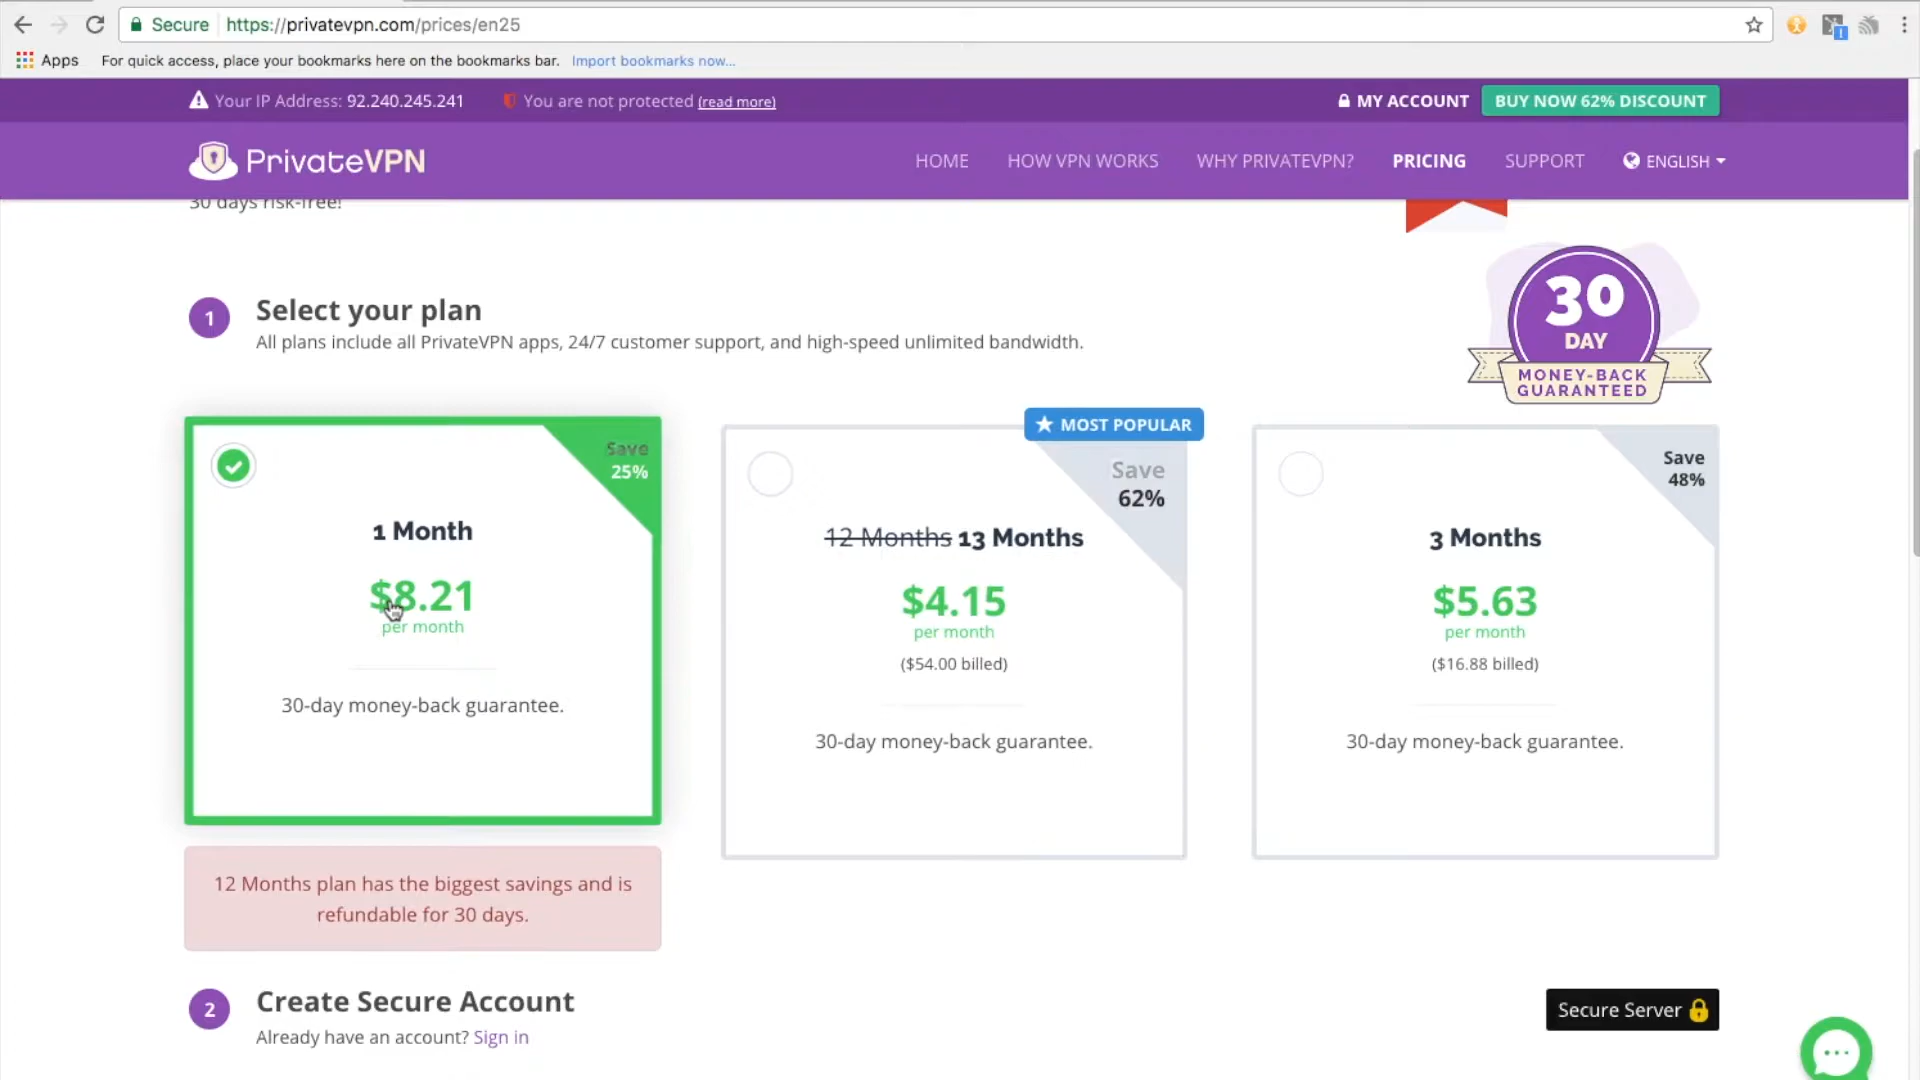 Secure https://privatevpn.com/prices/en25
Apps For quick access, place your bookmarks here on the bookmarks bar. Import bookmarks now...
Your IP Address: 92.240.245.241 You are not protected (read more) MY ACCOUNT BUY NOW 62% DISCOUNT
PrivateVPN HOME HOW VPN WORKS WHY PRIVATEVPN? PRICING SUPPORT ENGLISH
30 days risk-free!
1 Select your plan
All plans include all PrivateVPN apps, 24/7 customer support, and high-speed unlimited bandwidth.
30
DAY
MONEY-BACK
GUARANTEED
Save
25%
1 Month
$8.21
per month
30-day money-back guarantee.
MOST POPULAR
Save
62%
12 Months 13 Months
$4.15
per month
($54.00 billed)
30-day money-back guarantee.
Save
48%
3 Months
$5.63
per month
($16.88 billed)
30-day money-back guarantee.
12 Months plan has the biggest savings and is
refundable for 30 days.
2 Create Secure Account
Already have an account? Sign in
Secure Server